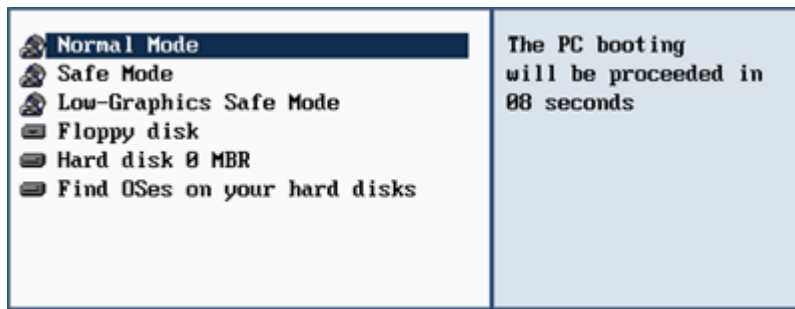 Normal Mode
Safe Mode
Low-Graphics Safe Mode
Floppy disk
Hard disk 0 MBR
Find OSes on your hard disks
The PC booting
will be proceeded in
08 seconds